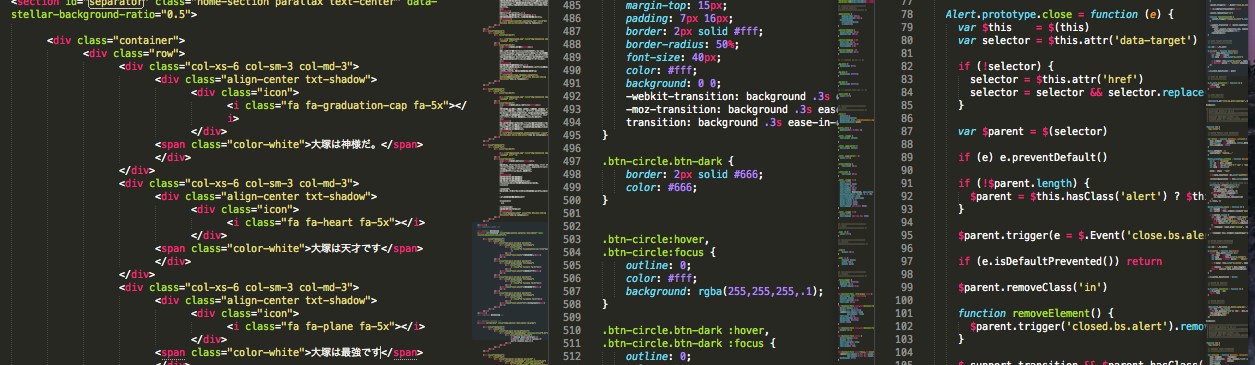 <section id="separator" class="home-section parallax text-center" data-
stellar-background-ratio="0.5">
<div class="container">
<div class="row">
<div class="col-xs-6 col-sm-3 col-md-3">
<div class="align-center txt-shadow">
<div class="icon">
<i class="fa fa-graduation-cap fa-5x"></
i>
</div>
<span class="color-white">大塚は神様だ。</span>
</div>
</div>
<div class="col-xs-6 col-sm-3 col-md-3">
<div class="align-center txt-shadow">
<div class="icon">
<i class="fa fa-heart fa-5x"></i>
</div>
<span class="color-white">大塚は天才です</span>
</div>
</div>
<div class="col-xs-6 col-sm-3 col-md-3">
<div class="align-center txt-shadow">
<div class="icon">
<i class="fa fa-plane fa-5x"></i>
</div>
<span class="color-white">大塚は最強です</span>
</div>
485 margin-top: 15px;
486 padding: 7px 16px;
487 border: 2px solid #fff;
488 border-radius: 50%;
489 font-size: 40px;
490 color: #fff;
491 background: 0 0;
492 -webkit-transition: background .3s
493 -moz-transition: background .3s eas
494 transition: background .3s ease-in-
495 }
496
497 .btn-circle.btn-dark {
498 border: 2px solid #666;
499 color: #666;
500 }
501
502
503 .btn-circle:hover,
504 .btn-circle:focus {
505 outline: 0;
506 color: #fff;
507 background: rgba(255,255,255,.1);
508 }
509
510 .btn-circle.btn-dark :hover,
511 .btn-circle.btn-dark :focus {
512 outline: 0;
77
78 Alert.prototype.close = function (e) {
79 var $this = $(this)
80 var selector = $this.attr('data-target')
81
82 if (!selector) {
83 selector = $this.attr('href')
84 selector = selector && selector.replace
85 }
86
87 var $parent = $(selector)
88
89 if (e) e.preventDefault()
90
91 if (!$parent.length) {
92 $parent = $this.hasClass('alert') ? $th
93 }
94
95 $parent.trigger(e = $.Event('close.bs.ale
96
97 if (e.isDefaultPrevented()) return
98
99 $parent.removeClass('in')
100
101 function removeElement() {
102 $parent.trigger('closed.bs.alert').remo
103 }
104
105 $.support.transition && $parent.hasClass(